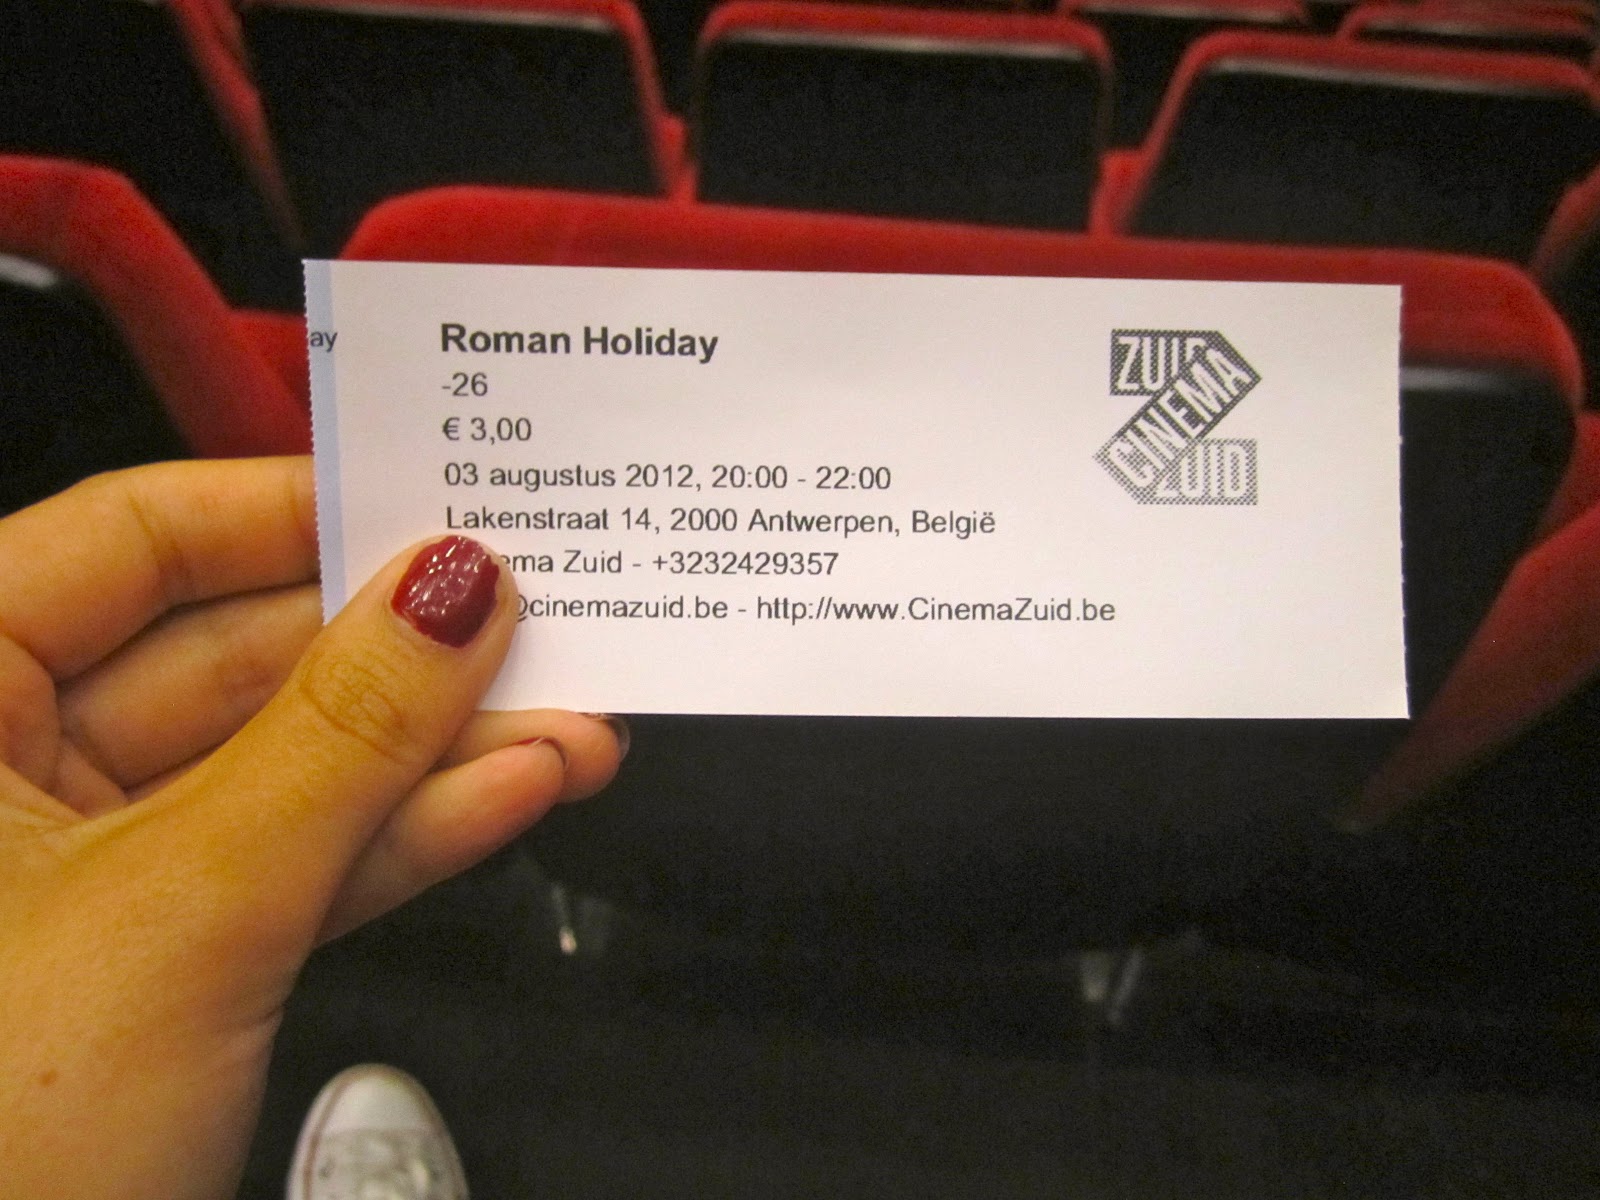 ay
Roman Holiday
-26
€ 3,00
03 augustus 2012, 20:00 - 22:00
Lakenstraat 14, 2000 Antwerpen, België
ma Zuid - +3232429357
@cinemazuid.be - http://www.CinemaZuid.be
ZUID
CINEMA
ZUID